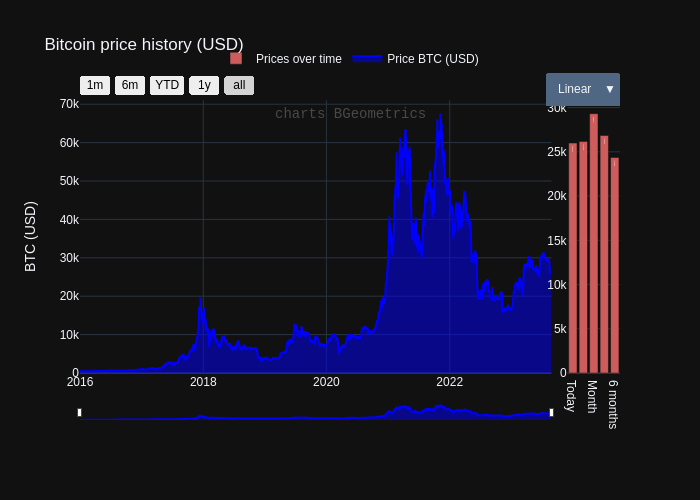 Bitcoin price history (USD)
Prices over time
Price BTC (USD)
1m
6m
YTD
1y
all
Linear ▼
charts BGeometrics
BTC (USD)
70k
60k
50k
40k
30k
20k
10k
0
2016
2018
2020
2022
30k
25k
20k
15k
10k
5k
0
Today
Month
6 months